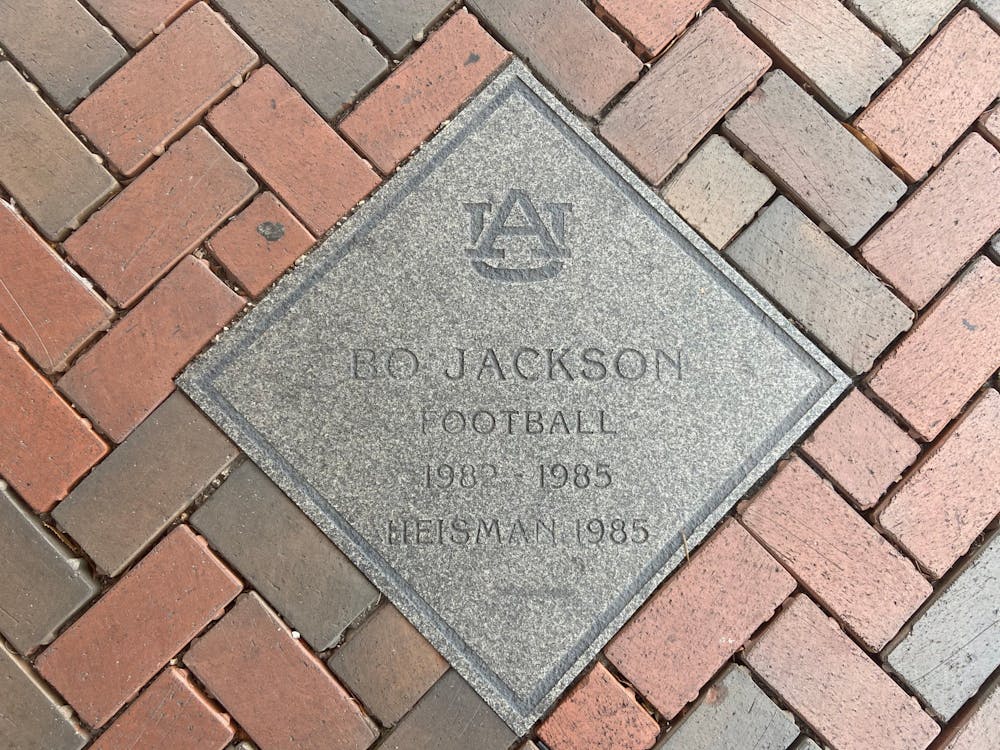 AU
BO JACKSON
FOOTBALL
1982 - 1985
HEISMAN 1985